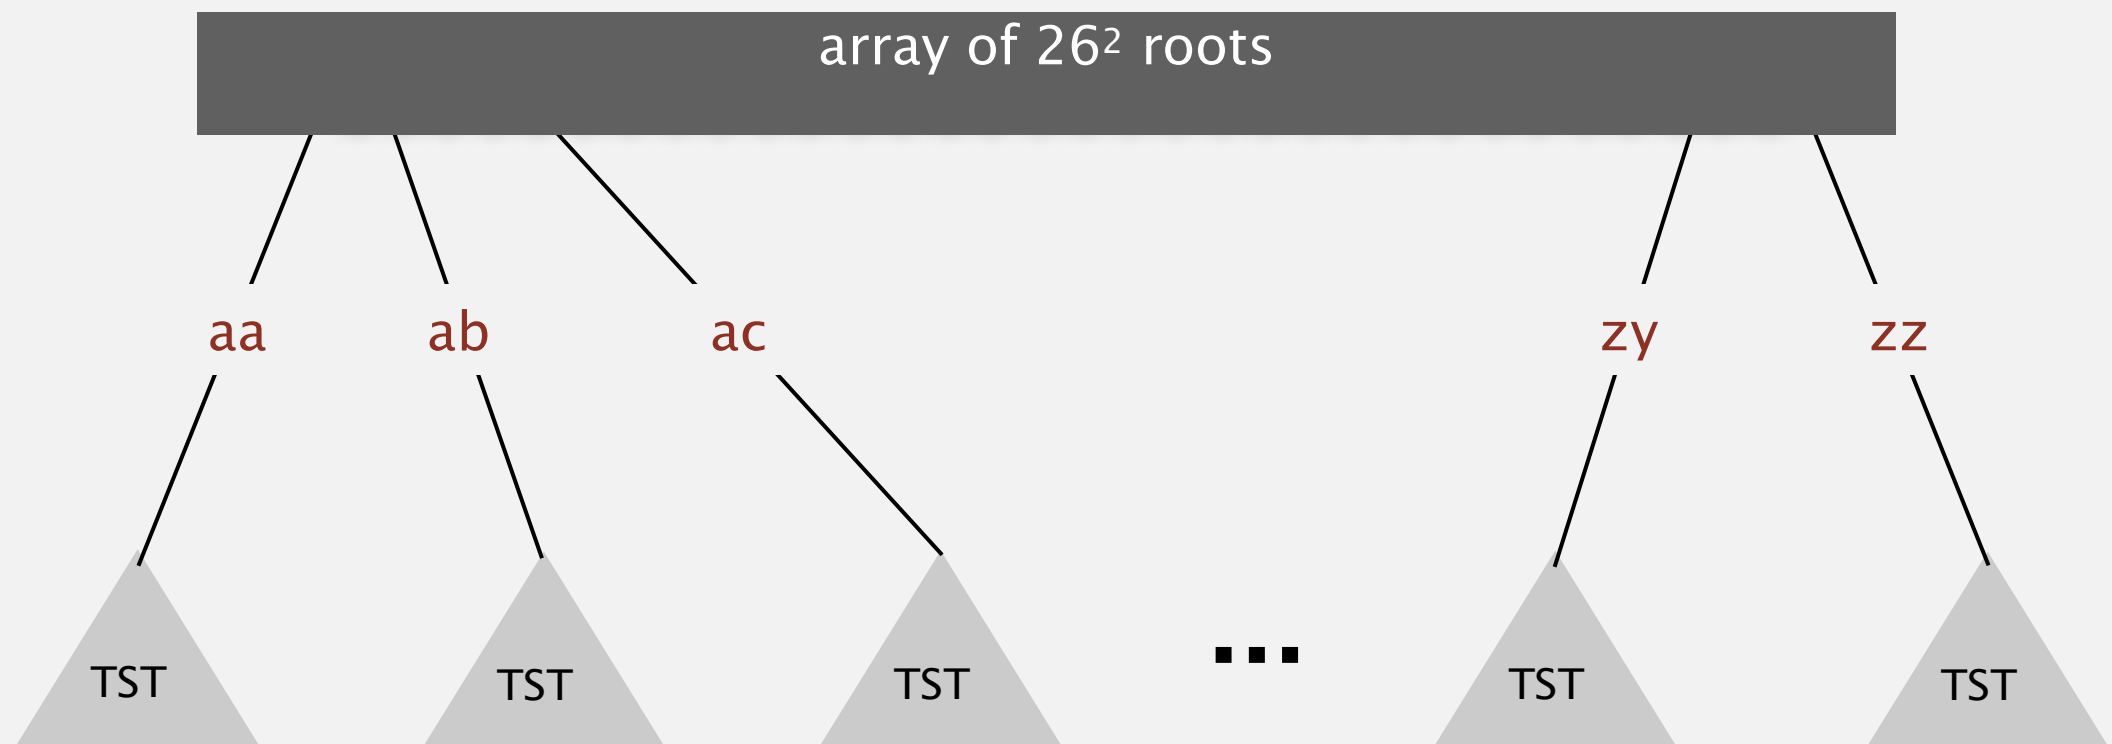 array of 26² roots
aa ab ac zy zz
TST TST TST ... TST TST